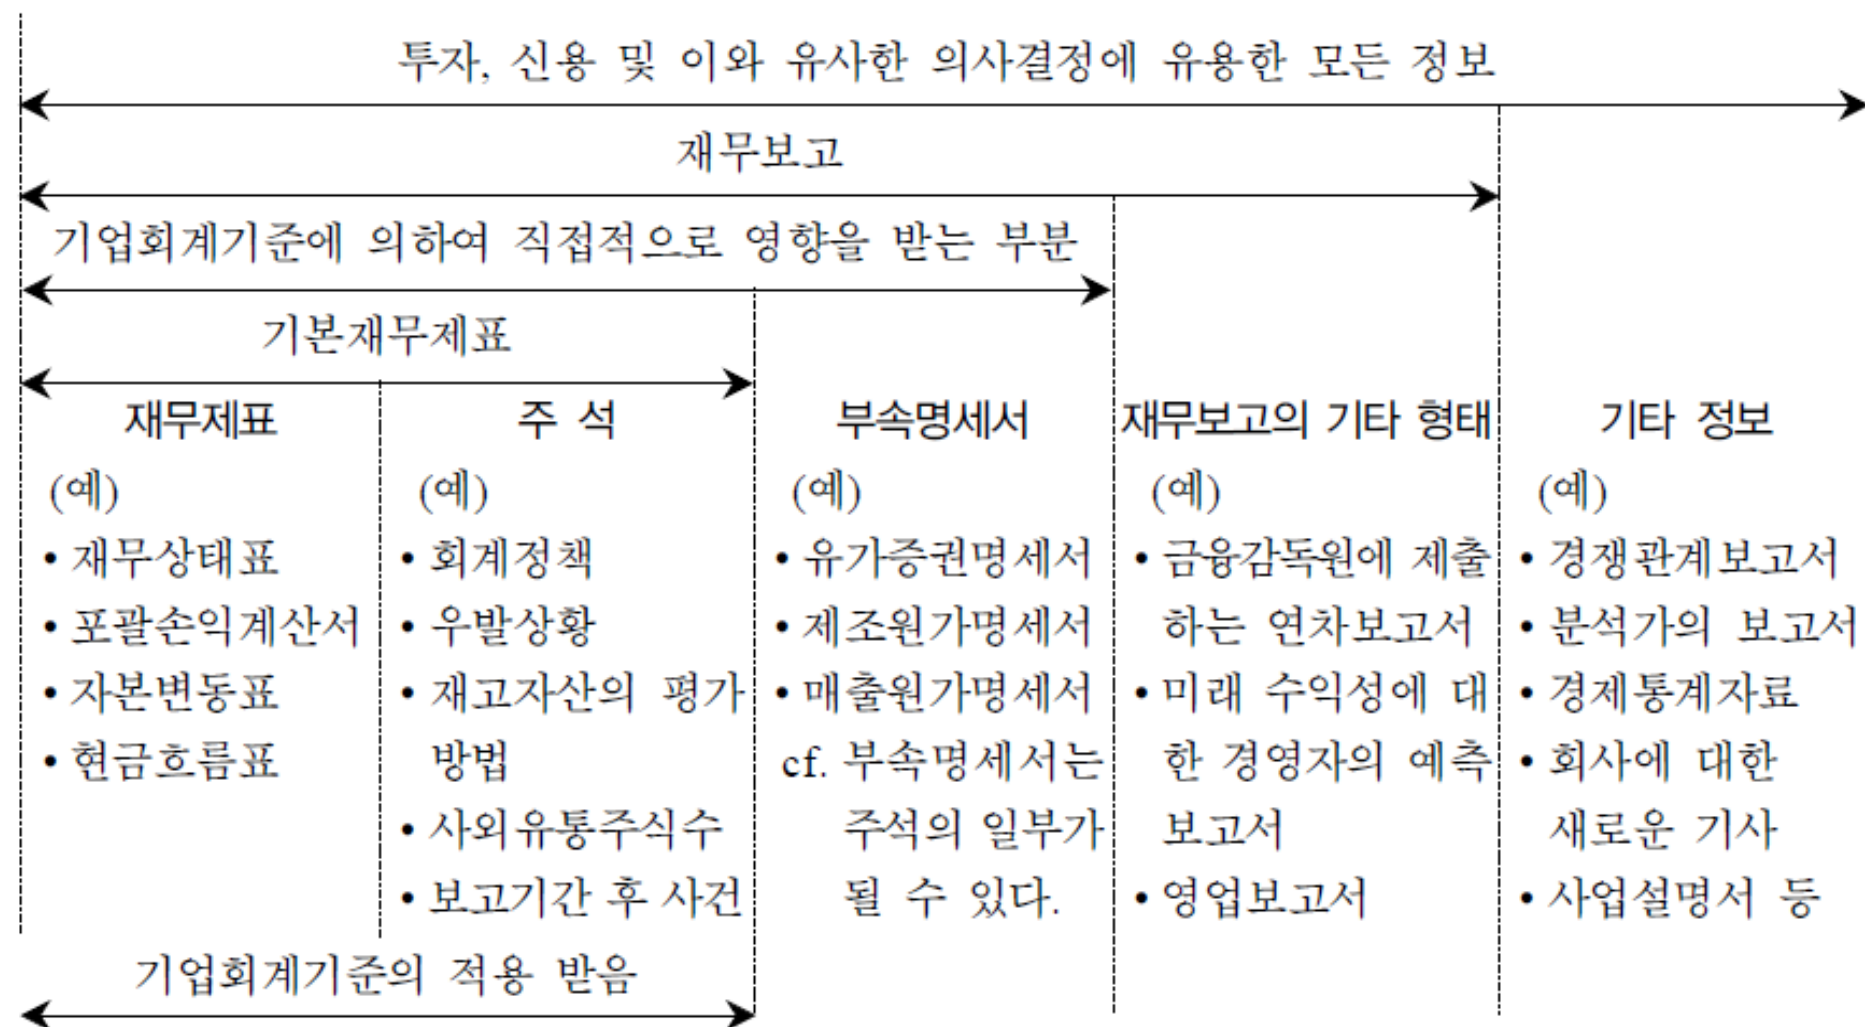 투자, 신용 및 이와 유사한 의사결정에 유용한 모든 정보
재무보고
기업회계기준에 의하여 직접적으로 영향을 받는 부분
기본재무제표
재무제표
(예)
• 재무상태표
• 포괄손익계산서
• 자본변동표
• 현금흐름표
주 석
(예)
• 회계정책
• 우발상황
• 재고자산의 평가
방법
• 사외유통주식수
• 보고기간 후 사건
부속명세서
(예)
• 유가증권명세서
• 제조원가명세서
• 매출원가명세서
cf. 부속명세서는
주석의 일부가
될 수 있다.
재무보고의 기타 형태
(예)
• 금융감독원에 제출
하는 연차보고서
• 미래 수익성에 대
한 경영자의 예측
보고서
• 영업보고서
기타 정보
(예)
• 경쟁관계보고서
• 분석가의 보고서
• 경제통계자료
• 회사에 대한
새로운 기사
• 사업설명서 등
기업회계기준의 적용 받음